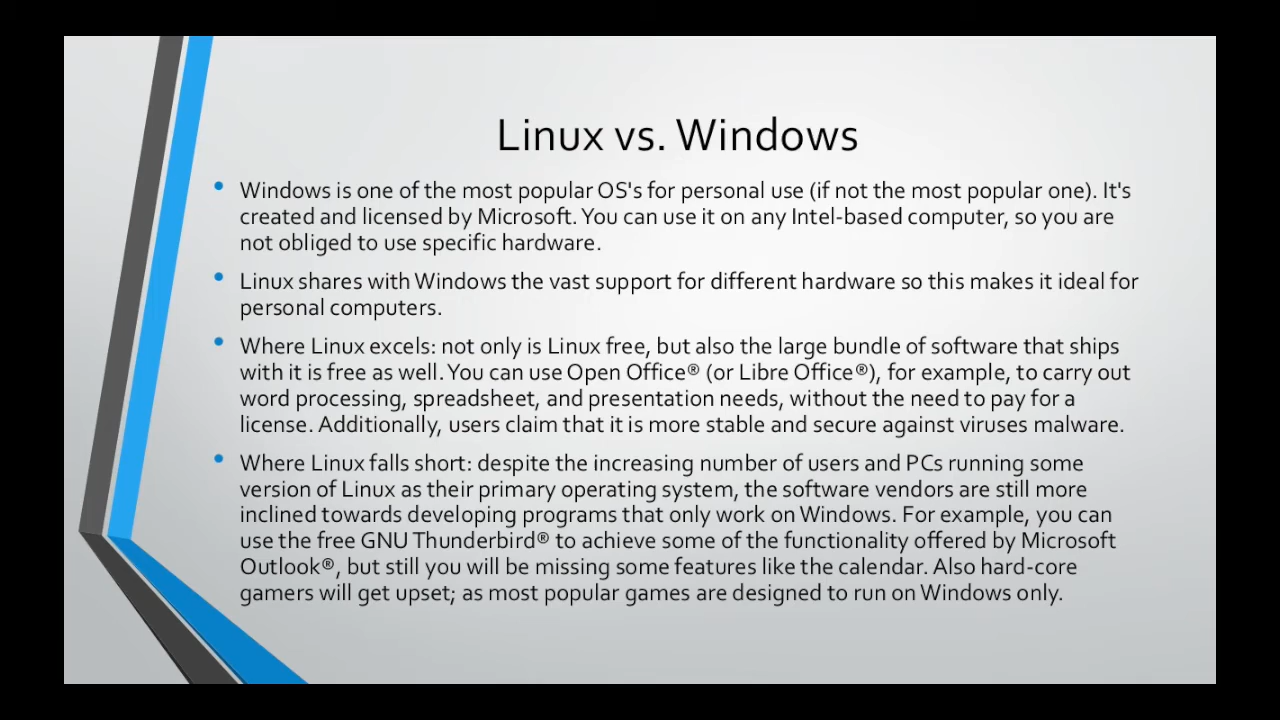 Linux vs. Windows
Windows is one of the most popular OS's for personal use (if not the most popular one). It's
created and licensed by Microsoft. You can use it on any Intel-based computer, so you are
not obliged to use specific hardware.
Linux shares with Windows the vast support for different hardware so this makes it ideal for
personal computers.
Where Linux excels: not only is Linux free, but also the large bundle of software that ships
with it is free as well. You can use Open Office® (or Libre Office®), for example, to carry out
word processing, spreadsheet, and presentation needs, without the need to pay for a
license. Additionally, users claim that it is more stable and secure against viruses malware.
Where Linux falls short: despite the increasing number of users and PCs running some
version of Linux as their primary operating system, the software vendors are still more
inclined towards developing programs that only work on Windows. For example, you can
use the free GNU Thunderbird® to achieve some of the functionality offered by Microsoft
Outlook®, but still you will be missing some features like the calendar. Also hard-core
gamers will get upset; as most popular games are designed to run on Windows only.